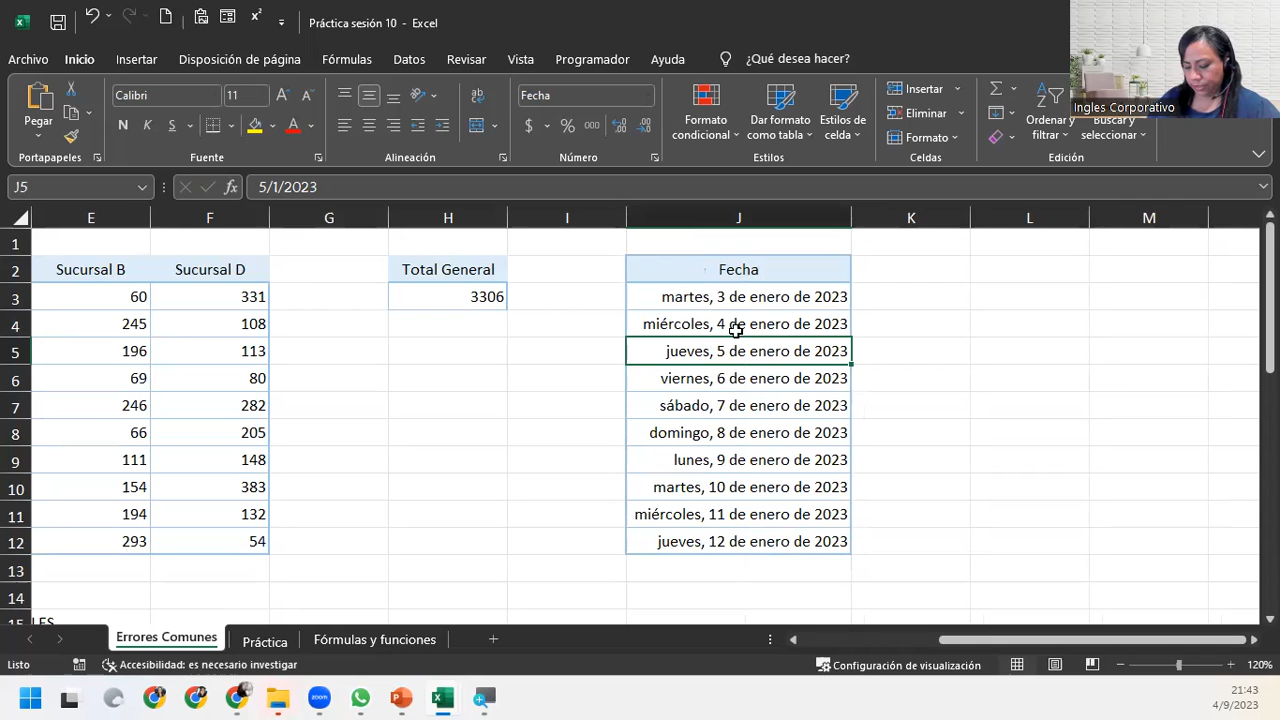 Práctica sesión 10 - Excel
Archivo Inicio Insertar Disposición de página Fórmulas Vista Programador Ayuda ¿Qué desea hacer?
Ingles Corporativo
Pegar
Calibri 11
N K S
ab
Fecha
$ % 000
Formato condicional
Dar formato como tabla
Estilos de celda
Insertar
Eliminar
Formato
Ordenar y filtrar
Buscar y seleccionar
Portapapeles Fuente Alineación Número Estilos Celdas Edición
J5 fx 5/1/2023
E F G H I J K L M
1
2 Sucursal B Sucursal D Total General Fecha
3 60 331 3306 martes, 3 de enero de 2023
4 245 108 miércoles, 4 de enero de 2023
5 196 113 jueves, 5 de enero de 2023
6 69 80 viernes, 6 de enero de 2023
7 246 282 sábado, 7 de enero de 2023
8 66 205 domingo, 8 de enero de 2023
9 111 148 lunes, 9 de enero de 2023
10 154 383 martes, 10 de enero de 2023
11 194 132 miércoles, 11 de enero de 2023
12 293 54 jueves, 12 de enero de 2023
13
14
15 LES
Errores Comunes Práctica Fórmulas y funciones
Listo Accesibilidad: es necesario investigar Configuración de visualización 120%
zoom
21:43
4/9/2023